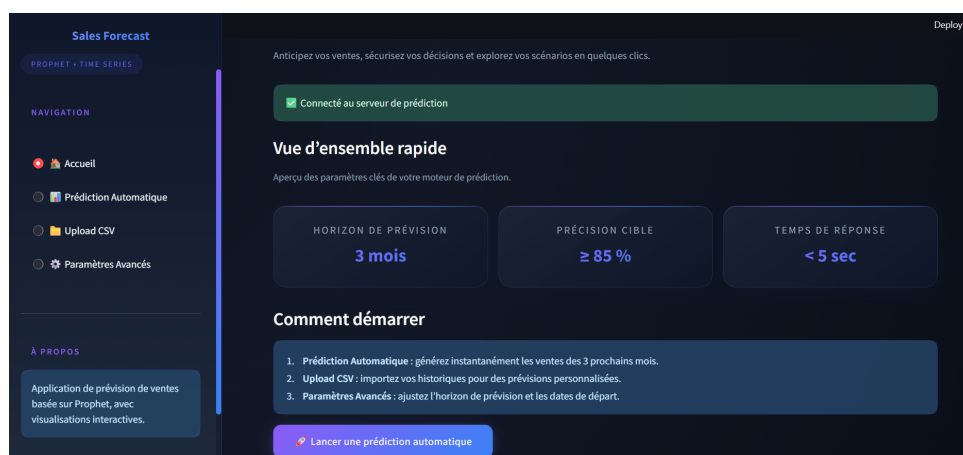 Deploy
Sales Forecast
PROPHET • TIME SERIES
NAVIGATION
Accueil
Prédiction Automatique
Upload CSV
Paramètres Avancés
À PROPOS
Application de prévision de ventes
basée sur Prophet, avec
visualisations interactives.
Anticipez vos ventes, sécurisez vos décisions et explorez vos scénarios en quelques clics.
✅ Connecté au serveur de prédiction
Vue d’ensemble rapide
Aperçu des paramètres clés de votre moteur de prédiction.
HORIZON DE PRÉVISION
3 mois
PRÉCISION CIBLE
≥ 85 %
TEMPS DE RÉPONSE
< 5 sec
Comment démarrer
1. Prédiction Automatique : générez instantanément les ventes des 3 prochains mois.
2. Upload CSV : importez vos historiques pour des prévisions personnalisées.
3. Paramètres Avancés : ajustez l’horizon de prévision et les dates de départ.
🚀 Lancer une prédiction automatique